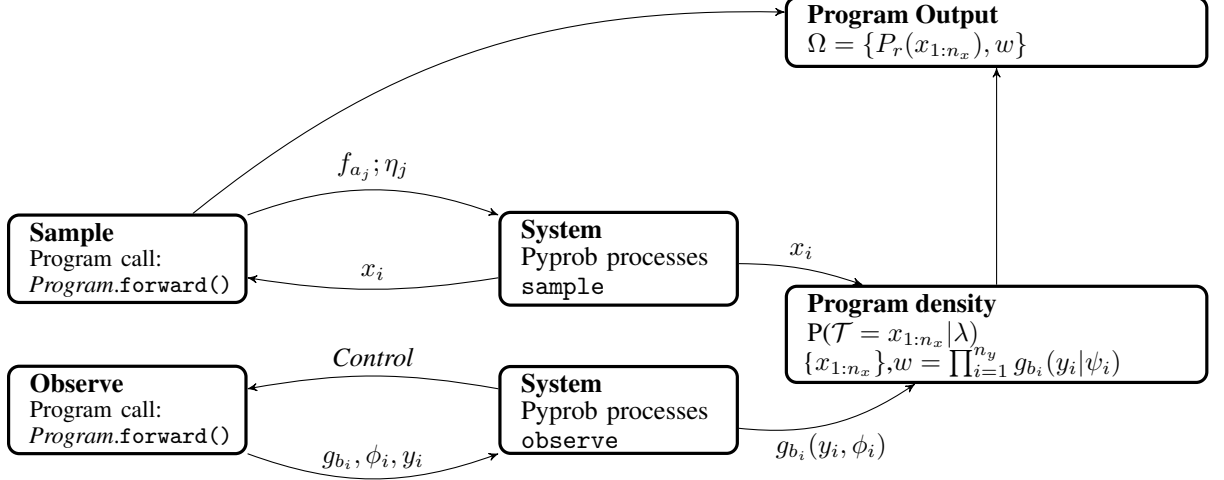 Program Output
Ω = {P_r(x_{1:n_x}), w}
f_{a_j}; η_j
Sample
Program call:
Program.forward()
x_i
System
Pyprob processes
sample
x_i
Program density
P(𝒯 = x_{1:n_x}|λ)
{x_{1:n_x}},w = ∏_{i=1}^{n_y} g_{b_i}(y_i|ψ_i)
Control
Observe
Program call:
Program.forward()
g_{b_i}, ϕ_i, y_i
System
Pyprob processes
observe
g_{b_i}(y_i, ϕ_i)